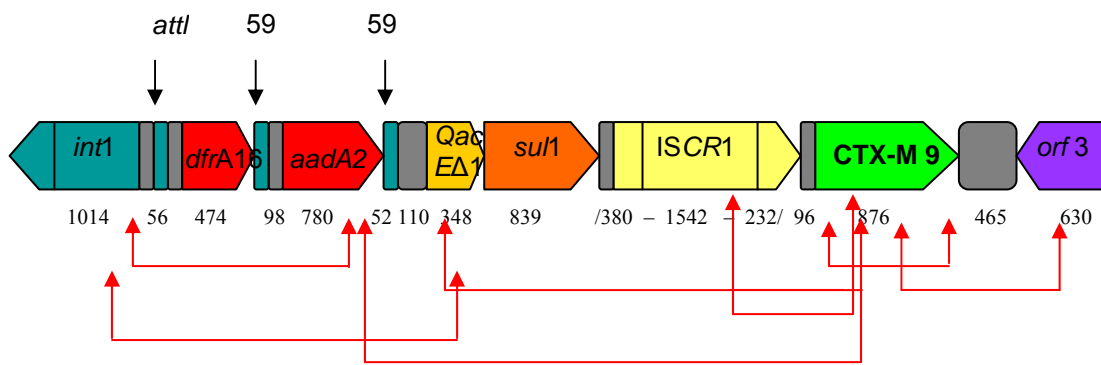 attI 59 59
int1 dfrA16 aadA2 Qac EΔ1 sul1 ISCR1 CTX-M 9 orf 3
1014 56 474 98 780 52 110 348 839 /380 – 1542 – 232/ 96 876 465 630